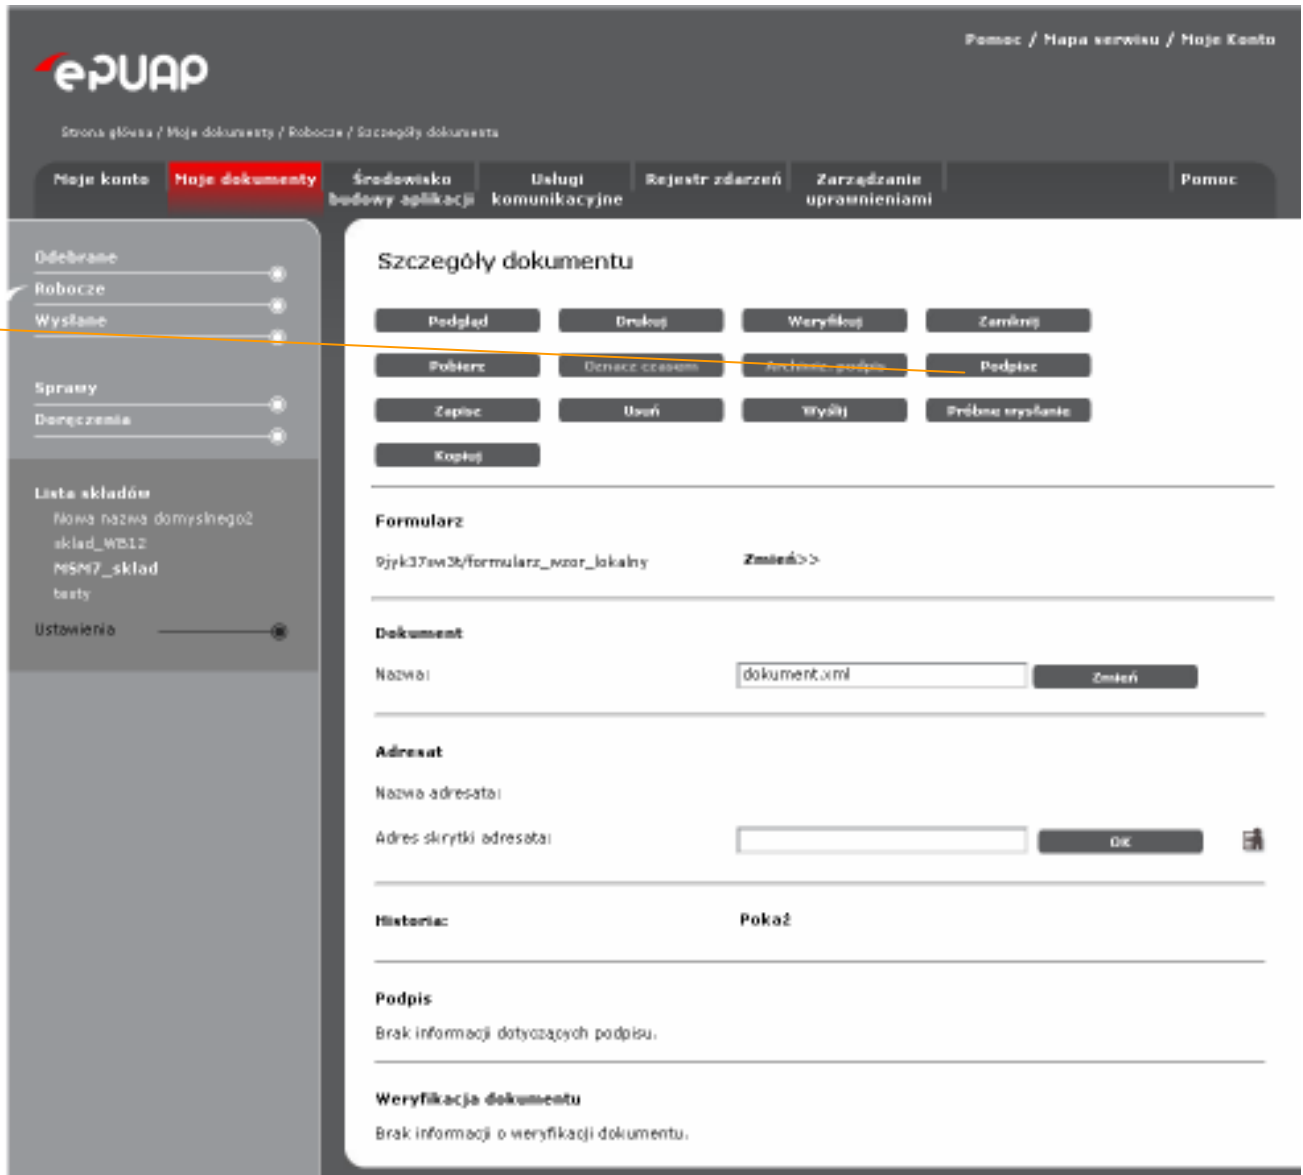 Pomoc / Mapa serwisu / Moje Konto
ePUAP
Strona główna / Moje dokumenty / Robocze / Szczegóły dokumentu
Moje konto
Moje dokumenty
Środowisko budowy aplikacji
Usługi komunikacyjne
Rejestr zdarzeń
Zarządzanie uprawnieniami
Pomoc
Odebrane
Robocze
Wysłane
Sprawy
Doręczenia
Lista składów
Nowa nazwa domyslnego2
sklad_WB12
MSM7_sklad
testy
Ustawienia
Szczegóły dokumentu
Podgląd
Drukuj
Weryfikuj
Zamknij
Pobierz
Oznacz czasem
Archiwiz. podpis
Podpisz
Zapisz
Usuń
Wyślij
Próbne wysłanie
Kopiuj
Formularz
9jyk37sw3t/formularz_wzor_lokalny
Zmień>>
Dokument
Nazwa:
dokument.xml
Zmień
Adresat
Nazwa adresata:
Adres skrytki adresata:
OK
Historia:
Pokaż
Podpis
Brak informacji dotyczących podpisu.
Weryfikacja dokumentu
Brak informacji o weryfikacji dokumentu.